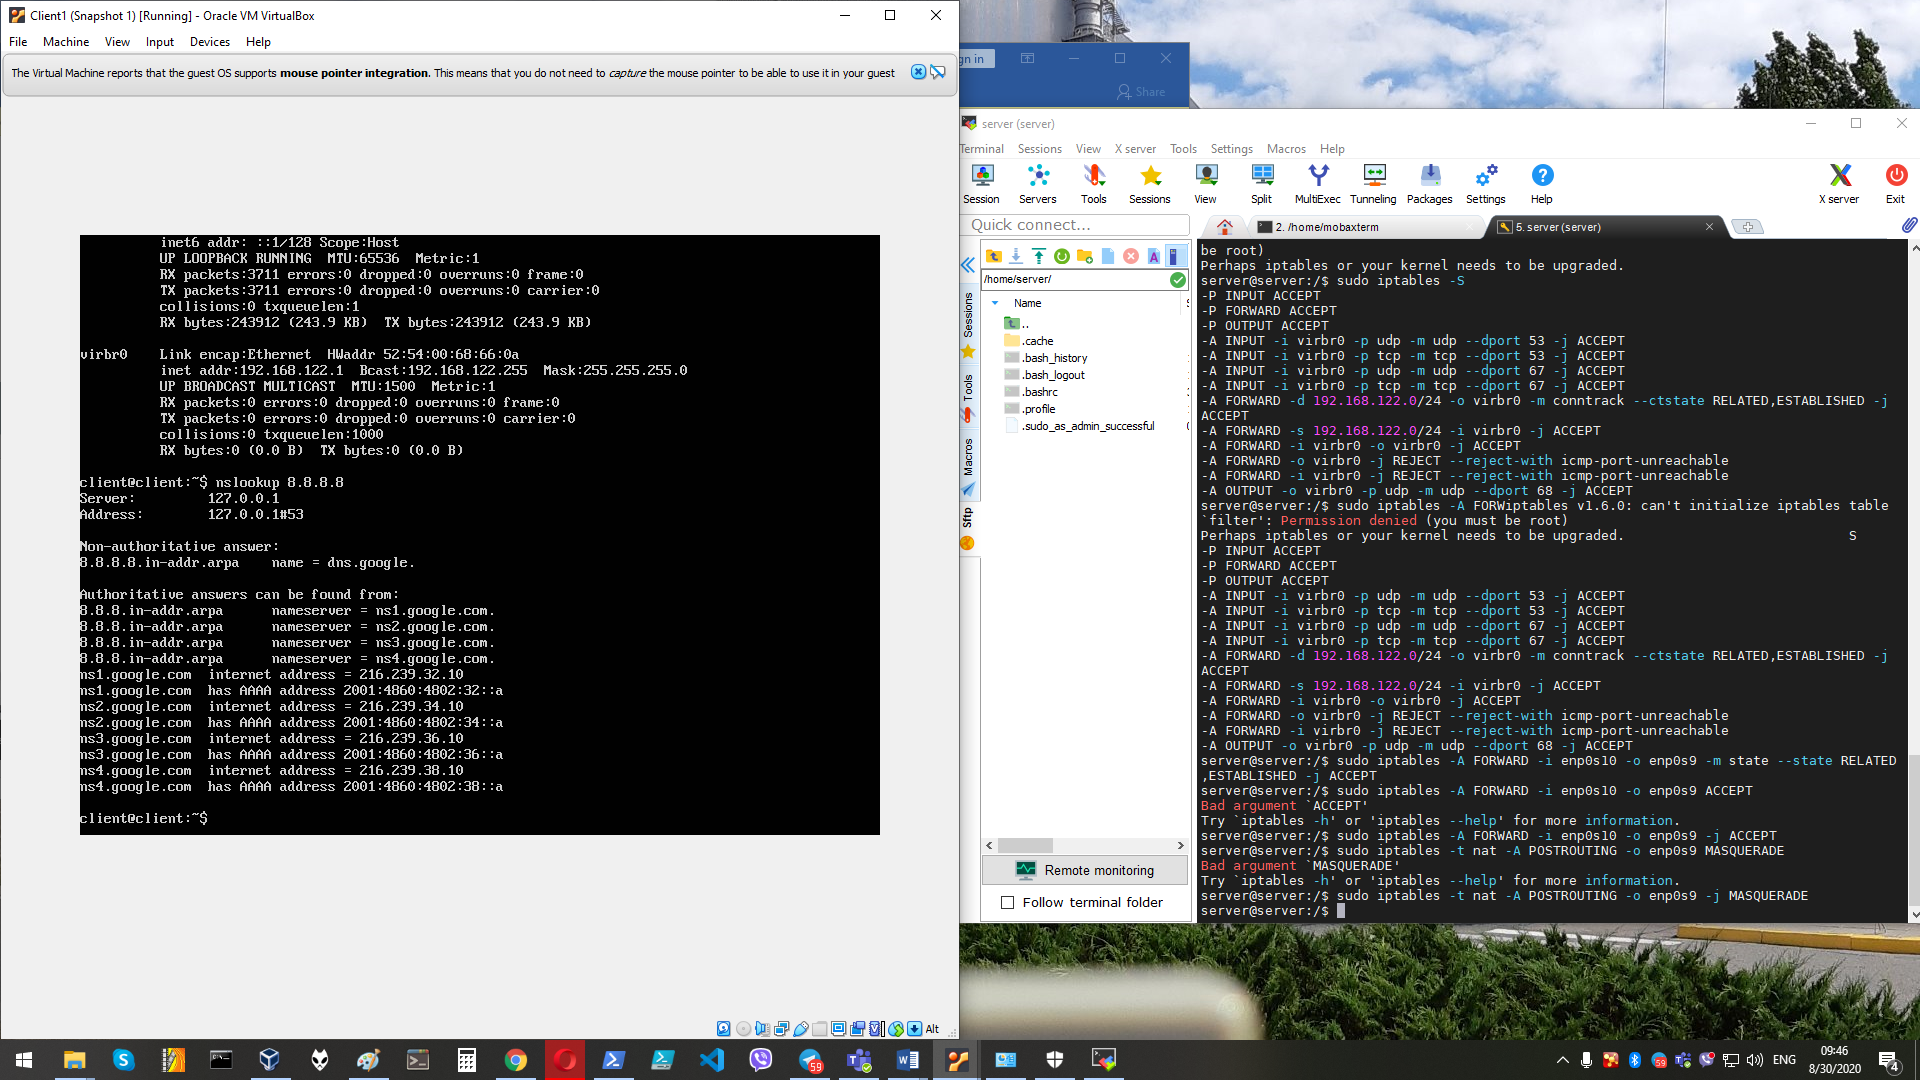 Client1 (Snapshot 1) [Running] - Oracle VM VirtualBox
File Machine View Input Devices Help
The Virtual Machine reports that the guest OS supports mouse pointer integration. This means that you do not need to capture the mouse pointer to be able to use it in your guest
inet6 addr: ::1/128 Scope:Host
UP LOOPBACK RUNNING  MTU:65536  Metric:1
RX packets:3711 errors:0 dropped:0 overruns:0 frame:0
TX packets:3711 errors:0 dropped:0 overruns:0 carrier:0
collisions:0 txqueuelen:1
RX bytes:243912 (243.9 KB)  TX bytes:243912 (243.9 KB)
virbr0    Link encap:Ethernet  HWaddr 52:54:00:68:66:0a
inet addr:192.168.122.1  Bcast:192.168.122.255  Mask:255.255.255.0
UP BROADCAST MULTICAST  MTU:1500  Metric:1
RX packets:0 errors:0 dropped:0 overruns:0 frame:0
TX packets:0 errors:0 dropped:0 overruns:0 carrier:0
collisions:0 txqueuelen:1000
RX bytes:0 (0.0 B)  TX bytes:0 (0.0 B)
client@client:~$ nslookup 8.8.8.8
Server:         127.0.0.1
Address:        127.0.0.1#53
Non-authoritative answer:
8.8.8.8.in-addr.arpa    name = dns.google.
Authoritative answers can be found from:
8.8.8.in-addr.arpa      nameserver = ns1.google.com.
8.8.8.in-addr.arpa      nameserver = ns2.google.com.
8.8.8.in-addr.arpa      nameserver = ns3.google.com.
8.8.8.in-addr.arpa      nameserver = ns4.google.com.
ns1.google.com  internet address = 216.239.32.10
ns1.google.com  has AAAA address 2001:4860:4802:32::a
ns2.google.com  internet address = 216.239.34.10
ns2.google.com  has AAAA address 2001:4860:4802:34::a
ns3.google.com  internet address = 216.239.36.10
ns3.google.com  has AAAA address 2001:4860:4802:36::a
ns4.google.com  internet address = 216.239.38.10
ns4.google.com  has AAAA address 2001:4860:4802:38::a
client@client:~$
Alt
gn in
Share
server (server)
Terminal Sessions View X server Tools Settings Macros Help
Session Servers Tools Sessions View Split MultiExec Tunneling Packages Settings Help X server Exit
Quick connect...
2. /home/mobaxterm
5. server (server)
/home/server/
Sessions
Tools
Macros
Sftp
Name
..
.cache
.bash_history
.bash_logout
.bashrc
.profile
.sudo_as_admin_successful
Remote monitoring
Follow terminal folder
be root)
Perhaps iptables or your kernel needs to be upgraded.
server@server:/$ sudo iptables -S
-P INPUT ACCEPT
-P FORWARD ACCEPT
-P OUTPUT ACCEPT
-A INPUT -i virbr0 -p udp -m udp --dport 53 -j ACCEPT
-A INPUT -i virbr0 -p tcp -m tcp --dport 53 -j ACCEPT
-A INPUT -i virbr0 -p udp -m udp --dport 67 -j ACCEPT
-A INPUT -i virbr0 -p tcp -m tcp --dport 67 -j ACCEPT
-A FORWARD -d 192.168.122.0/24 -o virbr0 -m conntrack --ctstate RELATED,ESTABLISHED -j
ACCEPT
-A FORWARD -s 192.168.122.0/24 -i virbr0 -j ACCEPT
-A FORWARD -i virbr0 -o virbr0 -j ACCEPT
-A FORWARD -o virbr0 -j REJECT --reject-with icmp-port-unreachable
-A FORWARD -i virbr0 -j REJECT --reject-with icmp-port-unreachable
-A OUTPUT -o virbr0 -p udp -m udp --dport 68 -j ACCEPT
server@server:/$ sudo iptables -A FORWiptables v1.6.0: can't initialize iptables table
`filter': Permission denied (you must be root)
Perhaps iptables or your kernel needs to be upgraded. S
-P INPUT ACCEPT
-P FORWARD ACCEPT
-P OUTPUT ACCEPT
-A INPUT -i virbr0 -p udp -m udp --dport 53 -j ACCEPT
-A INPUT -i virbr0 -p tcp -m tcp --dport 53 -j ACCEPT
-A INPUT -i virbr0 -p udp -m udp --dport 67 -j ACCEPT
-A INPUT -i virbr0 -p tcp -m tcp --dport 67 -j ACCEPT
-A FORWARD -d 192.168.122.0/24 -o virbr0 -m conntrack --ctstate RELATED,ESTABLISHED -j
ACCEPT
-A FORWARD -s 192.168.122.0/24 -i virbr0 -j ACCEPT
-A FORWARD -i virbr0 -o virbr0 -j ACCEPT
-A FORWARD -o virbr0 -j REJECT --reject-with icmp-port-unreachable
-A FORWARD -i virbr0 -j REJECT --reject-with icmp-port-unreachable
-A OUTPUT -o virbr0 -p udp -m udp --dport 68 -j ACCEPT
server@server:/$ sudo iptables -A FORWARD -i enp0s10 -o enp0s9 -m state --state RELATED
,ESTABLISHED -j ACCEPT
server@server:/$ sudo iptables -A FORWARD -i enp0s10 -o enp0s9 ACCEPT
Bad argument `ACCEPT'
Try `iptables -h' or 'iptables --help' for more information.
server@server:/$ sudo iptables -A FORWARD -i enp0s10 -o enp0s9 -j ACCEPT
server@server:/$ sudo iptables -t nat -A POSTROUTING -o enp0s9 MASQUERADE
Bad argument `MASQUERADE'
Try `iptables -h' or 'iptables --help' for more information.
server@server:/$ sudo iptables -t nat -A POSTROUTING -o enp0s9 -j MASQUERADE
server@server:/$
59
59
ENG
09:46
8/30/2020
4